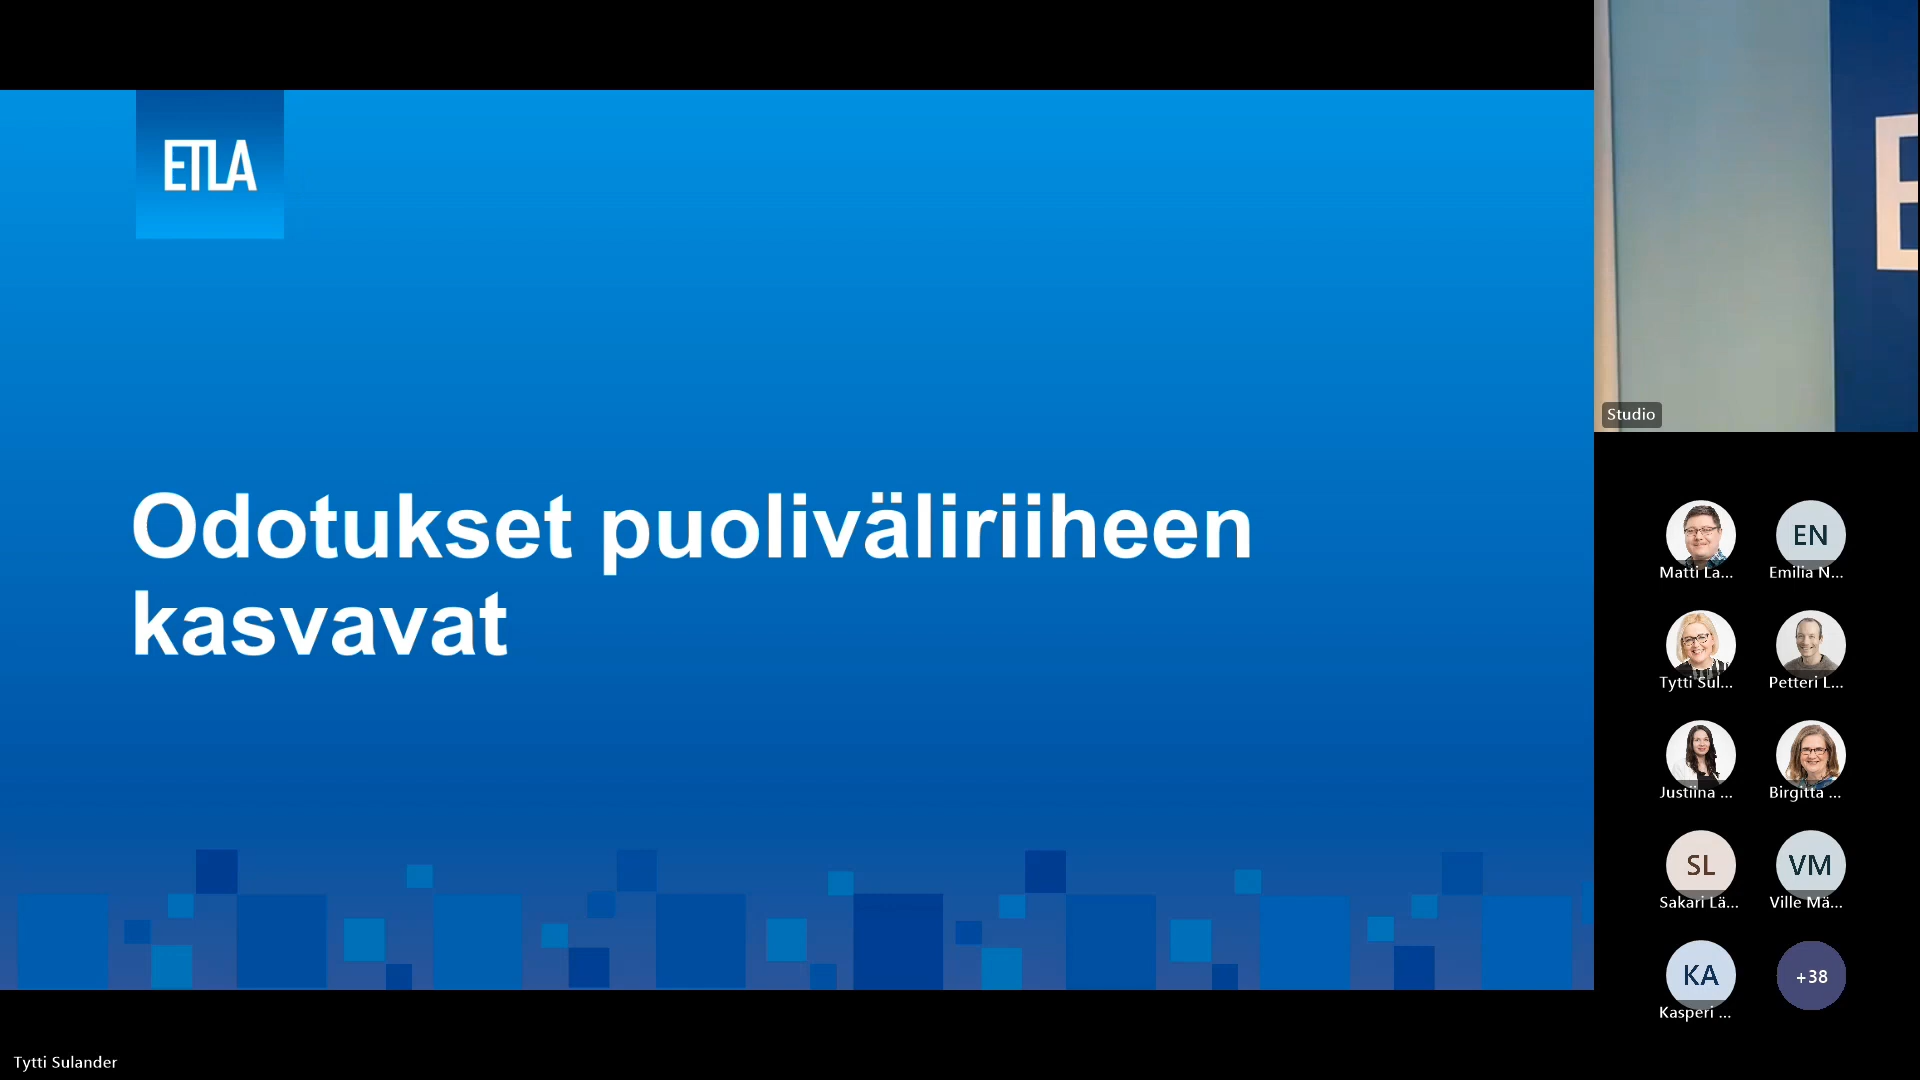 ETLA
Odotukset puoliväliriiheen
kasvavat
E
Studio
Matti La...
EN
Emilia N...
Tytti Sul...
Petteri L...
Justiina ...
Birgitta ...
SL
Sakari Lä...
VM
Ville Mä...
KA
Kasperi ...
+38
Tytti Sulander